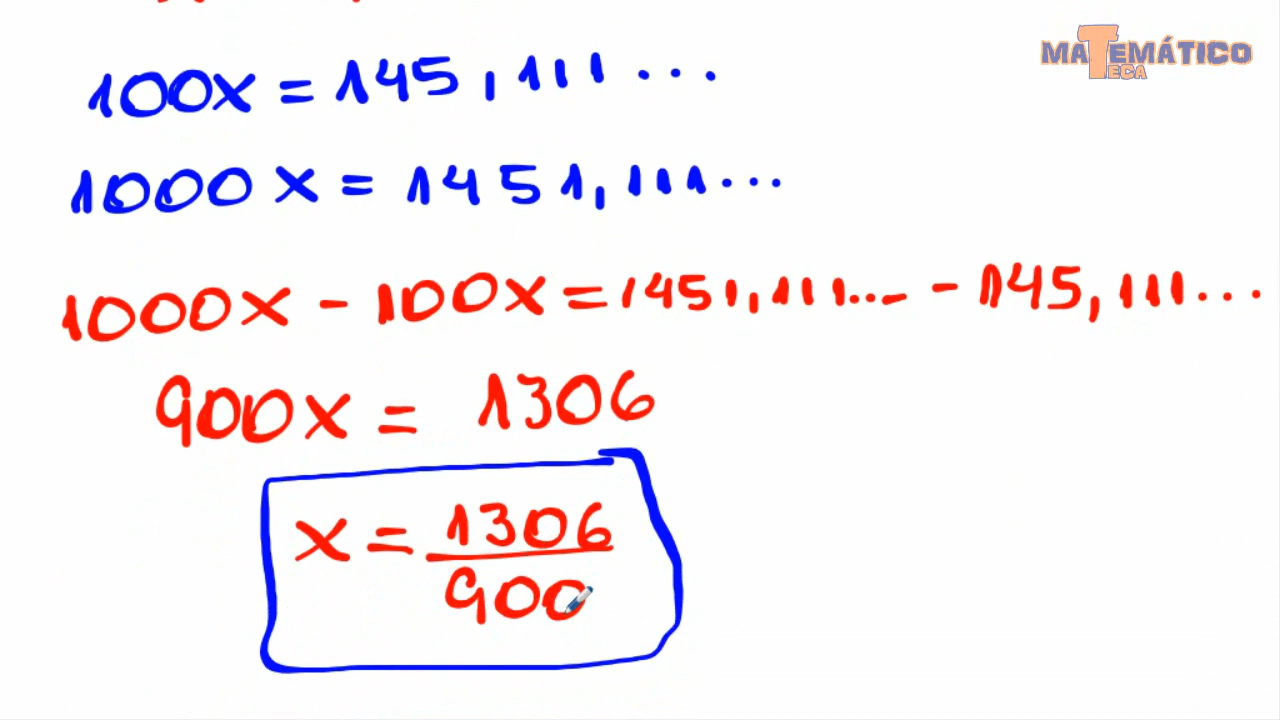 MATEMÁTICO
TECA
100x = 145,111...
1000x = 1451,111...
1000x - 100x = 1451,111... - 145,111...
900x = 1306
x = 1306
900